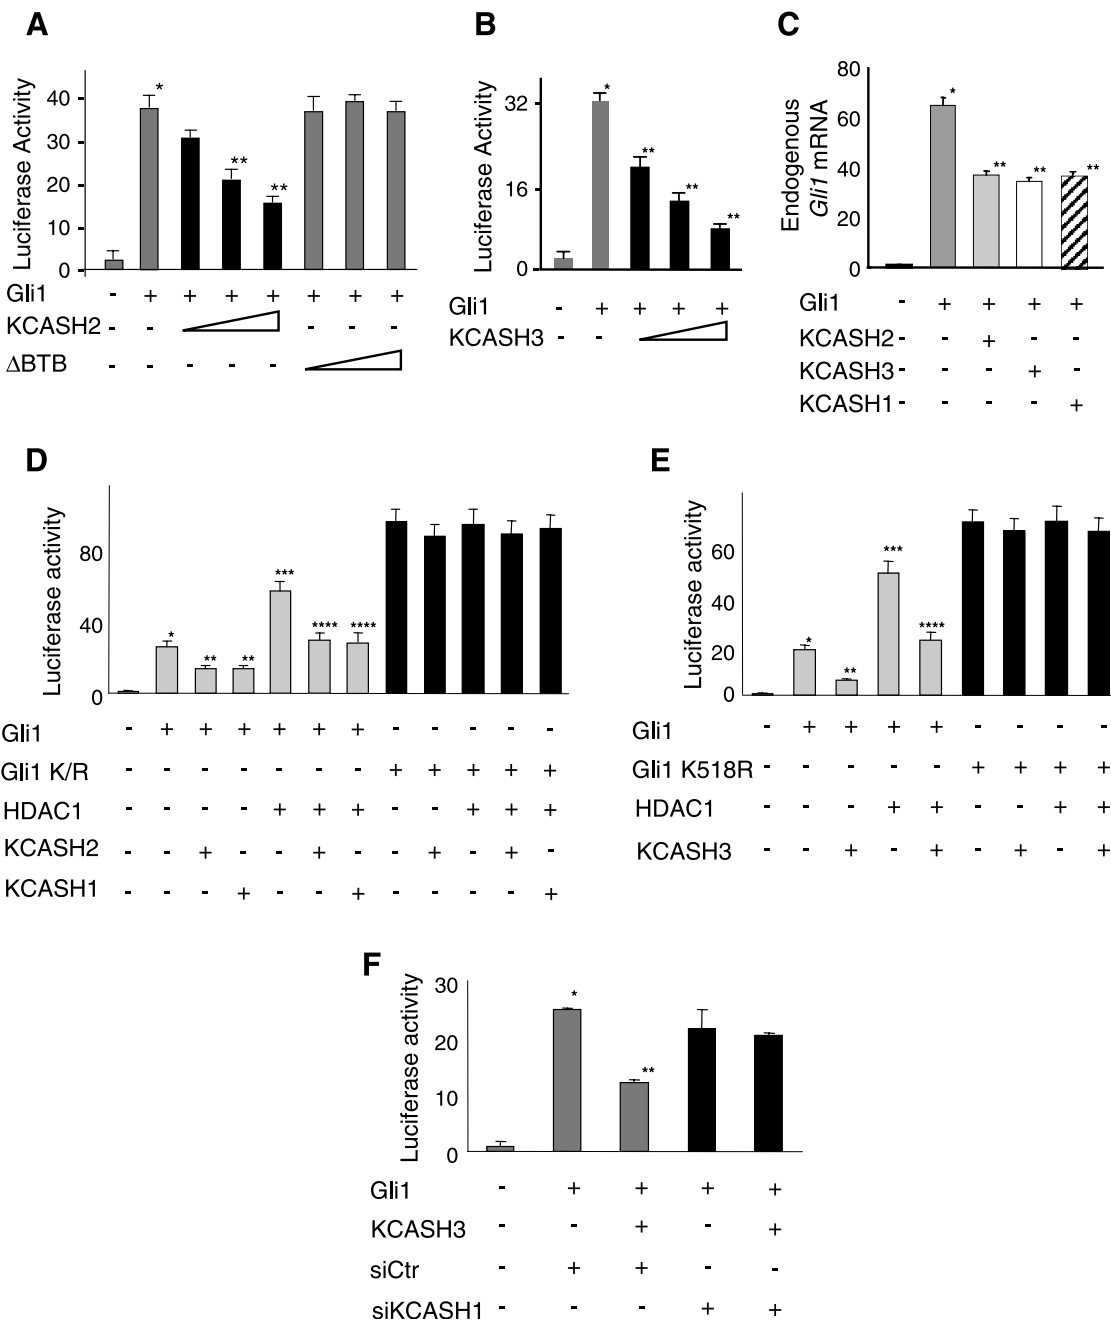 A
Luciferase Activity
40
30
20
10
0
*
**
**
Gli1 - + + + + + + +
KCASH2 - - - - -
ΔBTB - - - - -
B
Luciferase Activity
32
16
0
*
**
**
**
Gli1 - + + + +
KCASH3 - -
C
Endogenous
Gli1 mRNA
80
60
40
20
0
*
**
**
**
Gli1 - + + + +
KCASH2 - - + - -
KCASH3 - - - + -
KCASH1 - - - - +
D
Luciferase activity
80
40
0
*
**
**
***
****
****
Gli1 - + + + + + + - - - - -
Gli1 K/R - - - - - - - + + + + +
HDAC1 - - - - + + + - - + + +
KCASH2 - - + - - + - - + - + -
KCASH1 - - - + - - + - - - - +
E
Luciferase activity
60
40
20
0
*
**
***
****
Gli1 - + + + + - - - -
Gli1 K518R - - - - - + + + +
HDAC1 - - - + + - - + +
KCASH3 - - + - + - + - +
F
Luciferase activity
30
20
10
0
*
**
Gli1 - + + + +
KCASH3 - - + - +
siCtr - + + - -
siKCASH1 - - - + +